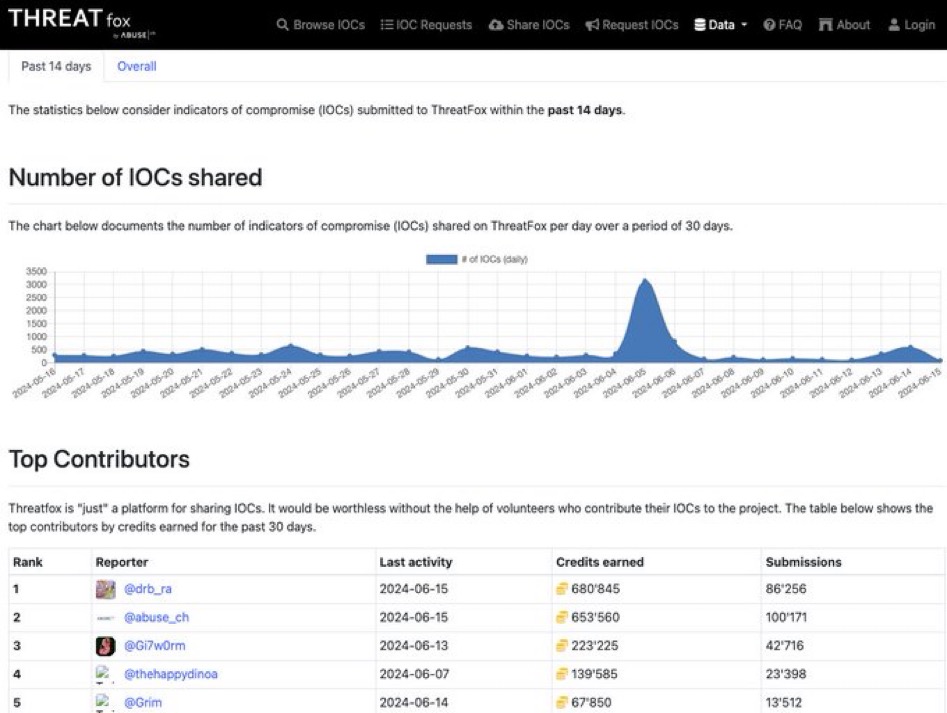 THREAT fox
by ABUSE|ch
Browse IOCs IOC Requests Share IOCs Request IOCs Data FAQ About Login
Past 14 days Overall
The statistics below consider indicators of compromise (IOCs) submitted to ThreatFox within the past 14 days.
Number of IOCs shared
The chart below documents the number of indicators of compromise (IOCs) shared on ThreatFox per day over a period of 30 days.
# of IOCs (daily)
3500
3000
2500
2000
1500
1000
500
0
2024-05-16 2024-05-17 2024-05-18 2024-05-19 2024-05-20 2024-05-21 2024-05-22 2024-05-23 2024-05-24 2024-05-25 2024-05-26 2024-05-27 2024-05-28 2024-05-29 2024-05-30 2024-05-31 2024-06-01 2024-06-02 2024-06-03 2024-06-04 2024-06-05 2024-06-06 2024-06-07 2024-06-08 2024-06-09 2024-06-10 2024-06-11 2024-06-12 2024-06-13 2024-06-14 2024-06-15
Top Contributors
Threatfox is "just" a platform for sharing IOCs. It would be worthless without the help of volunteers who contribute their IOCs to the project. The table below shows the
top contributors by credits earned for the past 30 days.
Rank Reporter Last activity Credits earned Submissions
1 @drb_ra 2024-06-15 680'845 86'256
2 @abuse_ch 2024-06-15 653'560 100'171
3 @Gi7w0rm 2024-06-13 223'225 42'716
4 @thehappydinoa 2024-06-07 139'585 23'398
5 @Grim 2024-06-14 67'850 13'512